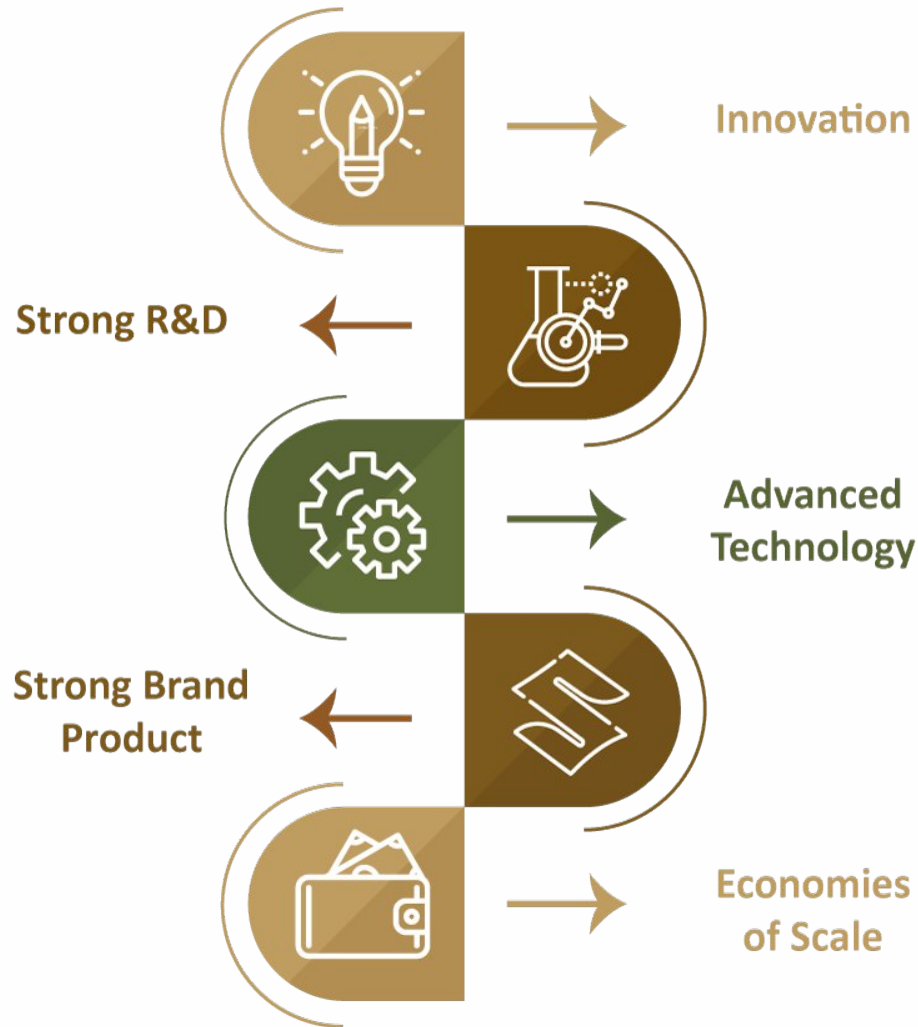 Innovation
Strong R&D
Advanced
Technology
Strong Brand
Product
Economies
of Scale